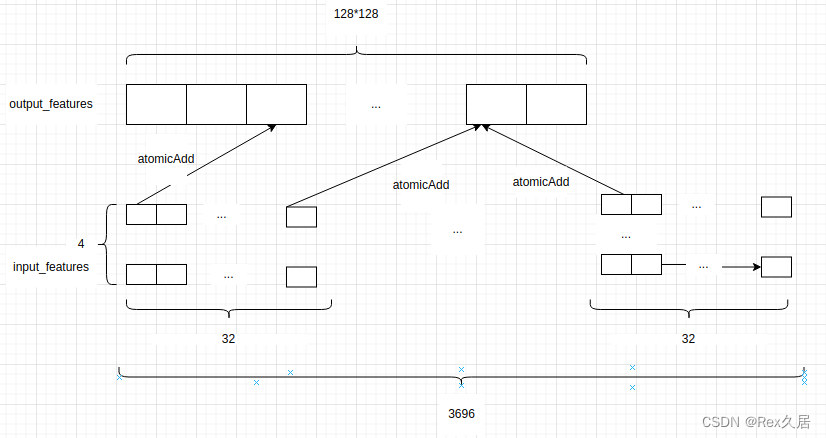 128*128
output_features
...
atomicAdd
atomicAdd
atomicAdd
...
...
...
...
4
input_features
...
...
32
32
3696
CSDN @Rex久居